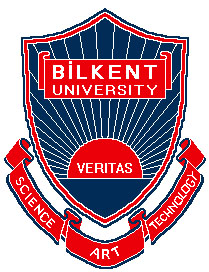 BİLKENT
UNIVERSITY
VERITAS
SCIENCE
ART
TECHNOLOGY